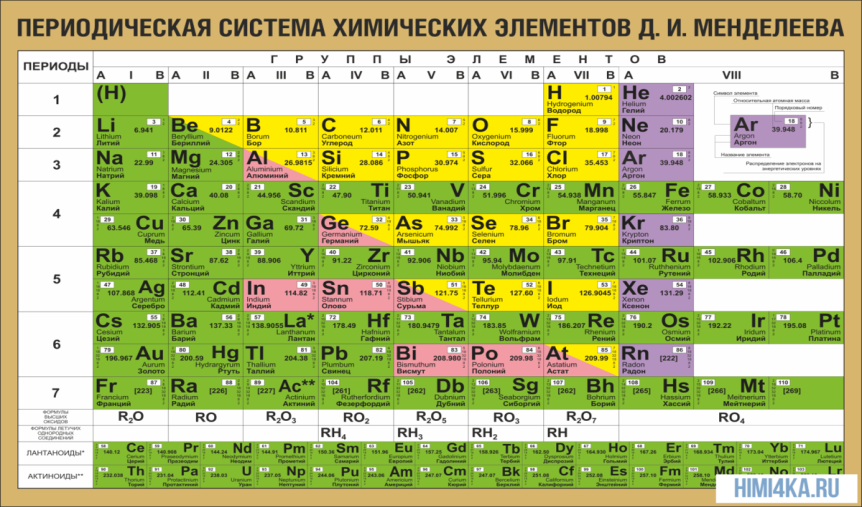 ПЕРИОДИЧЕСКАЯ СИСТЕМА ХИМИЧЕСКИХ ЭЛЕМЕНТОВ Д. И. МЕНДЕЛЕЕВА
ПЕРИОДЫ
Г Р У П П Ы Э Л Е М Е Н Т О В
A I B A II B A III B A IV B A V B A VI B A VII B A VIII B
1 (H) H 1 1.00794 Hydrogenium Водород He 2 4.002602 Helium Гелий
Символ элемента
Относительная атомная масса
Порядковый номер
Ar 18 39.948 Argon Аргон
Название элемента
Распределение электронов на энергетических уровнях
2 Li 3 6.941 Lithium Литий Be 4 9.0122 Beryllium Бериллий B 5 10.811 Borum Бор C 6 12.011 Carboneum Углерод N 7 14.007 Nitrogenium Азот O 8 15.999 Oxygenium Кислород F 9 18.998 Fluorum Фтор Ne 10 20.179 Neon Неон
3 Na 11 22.99 Natrium Натрий Mg 12 24.305 Magnesium Магний Al 13 26.9815 Aluminium Алюминий Si 14 28.086 Silicium Кремний P 15 30.974 Phosphorus Фосфор S 16 32.066 Sulfur Сера Cl 17 35.453 Chlorum Хлор Ar 18 39.948 Argon Аргон
4 K 19 39.098 Kalium Калий Ca 20 40.08 Calcium Кальций 21 Sc 44.956 Scandium Скандий 22 Ti 47.90 Titanium Титан 23 V 50.941 Vanadium Ванадий 24 Cr 51.996 Chromium Хром 25 Mn 54.938 Manganum Марганец 26 Fe 55.847 Ferrum Железо 27 Co 58.933 Cobaltum Кобальт 28 Ni 58.70 Niccolum Никель
29 Cu 63.546 Cuprum Медь 30 Zn 65.39 Zincum Цинк Ga 31 69.72 Gallium Галлий Ge 32 72.59 Germanium Германий As 33 74.992 Arsenicum Мышьяк Se 34 78.96 Selenium Селен Br 35 79.904 Bromum Бром Kr 36 83.80 Krypton Криптон
5 Rb 37 85.468 Rubidium Рубидий Sr 38 87.62 Strontium Стронций 39 Y 88.906 Yttrium Иттрий 40 Zr 91.22 Zirconium Цирконий 41 Nb 92.906 Niobium Ниобий 42 Mo 95.94 Molybdaenum Молибден 43 Tc 97.91 Technetium Технеций 44 Ru 101.07 Ruthenium Рутений 45 Rh 102.906 Rhodium Родий 46 Pd 106.4 Palladium Палладий
47 Ag 107.868 Argentum Серебро 48 Cd 112.41 Cadmium Кадмий In 49 114.82 Indium Индий Sn 50 118.71 Stannum Олово Sb 51 121.75 Stibium Сурьма Te 52 127.60 Tellurium Теллур I 53 126.9045 Iodum Иод Xe 54 131.29 Xenon Ксенон
6 Cs 55 132.905 Cesium Цезий Ba 56 137.33 Barium Барий 57 La* 138.9055 Lanthanum Лантан 72 Hf 178.49 Hafnium Гафний 73 Ta 180.9479 Tantalum Тантал 74 W 183.85 Wolframium Вольфрам 75 Re 186.207 Rhenium Рений 76 Os 190.2 Osmium Осмий 77 Ir 192.22 Iridium Иридий 78 Pt 195.08 Platinum Платина
79 Au 196.967 Aurum Золото 80 Hg 200.59 Hydrargyrum Ртуть Tl 81 204.38 Thallium Таллий Pb 82 207.19 Plumbum Свинец Bi 83 208.980 Bismuthum Висмут Po 84 209.98 Polonium Полоний At 85 209.99 Astatium Астат Rn 86 [222] Radon Радон
7 Fr 87 [223] Francium Франций Ra 88 [226] Radium Радий 89 Ac** [227] Actinium Актиний 104 Rf [261] Rutherfordium Резерфордий 105 Db [262] Dubnium Дубний 106 Sg [263] Seaborgium Сиборгий 107 Bh [262] Bohrium Борий 108 Hs [265] Hassium Хассий 109 Mt [266] Meitnerium Мейтнерий 110 [269]
ФОРМУЛЫ ВЫСШИХ ОКСИДОВ R₂O RO R₂O₃ RO₂ R₂O₅ RO₃ R₂O₇ RO₄
ФОРМУЛЫ ЛЕТУЧИХ ВОДОРОДНЫХ СОЕДИНЕНИЙ RH₄ RH₃ RH₂ RH
ЛАНТАНОИДЫ* Ce Церий Pr Празеодим Nd Неодим Pm Прометий Sm Самарий Eu Европий Gd Гадолиний Tb Тербий Dy Диспрозий Ho Гольмий Er Эрбий Tm Тулий Yb Иттербий Lu Лютеций
АКТИНОИДЫ** Th Торий Pa Протактиний U Уран Np Нептуний Pu Плутоний Am Америций Cm Кюрий Bk Берклий Cf Калифорний Es Эйнштейний Fm Фермий Md No Lr
HIMI4KA.RU